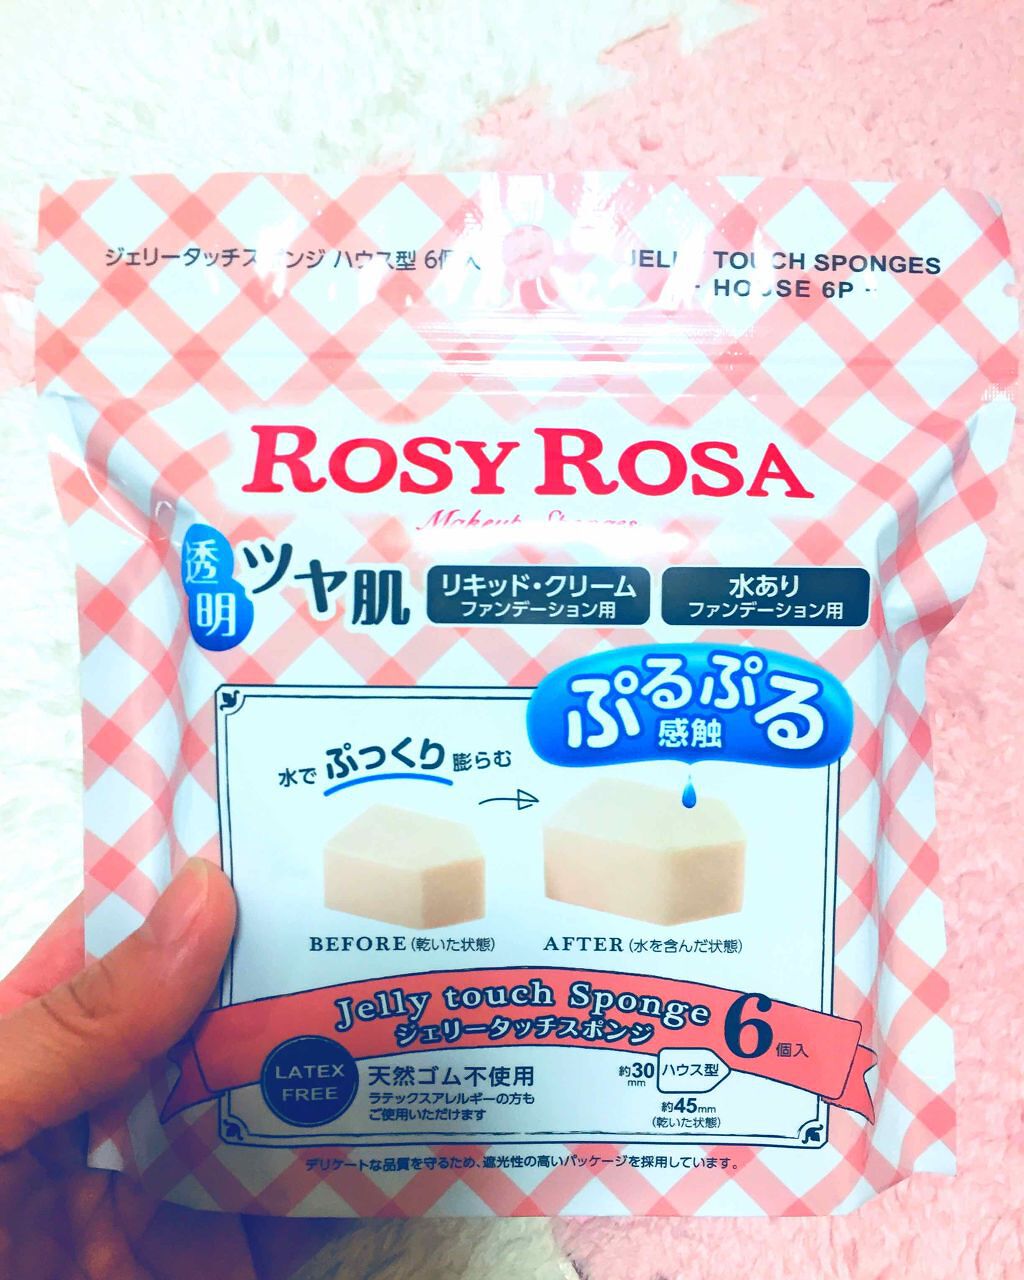 ジェリータッチス ンジ ハウス型 6個入
JELLY TOUCH SPONGES
- HOUSE 6P -
ROSY ROSA
Makeup Sponges
透明
ツヤ肌
リキッド・クリーム
ファンデーション用
水あり
ファンデーション用
ぷるぷる
感触
水で ぷっくり 膨らむ
BEFORE (乾いた状態)
AFTER (水を含んだ状態)
Jelly touch Sponge
ジェリータッチスポンジ
6個入
LATEX
FREE
天然ゴム不使用
ラテックスアレルギーの方も
ご使用いただけます
約30mm
ハウス型
約45mm
(乾いた状態)
デリケートな品質を守るため、遮光性の高いパッケージを採用しています。